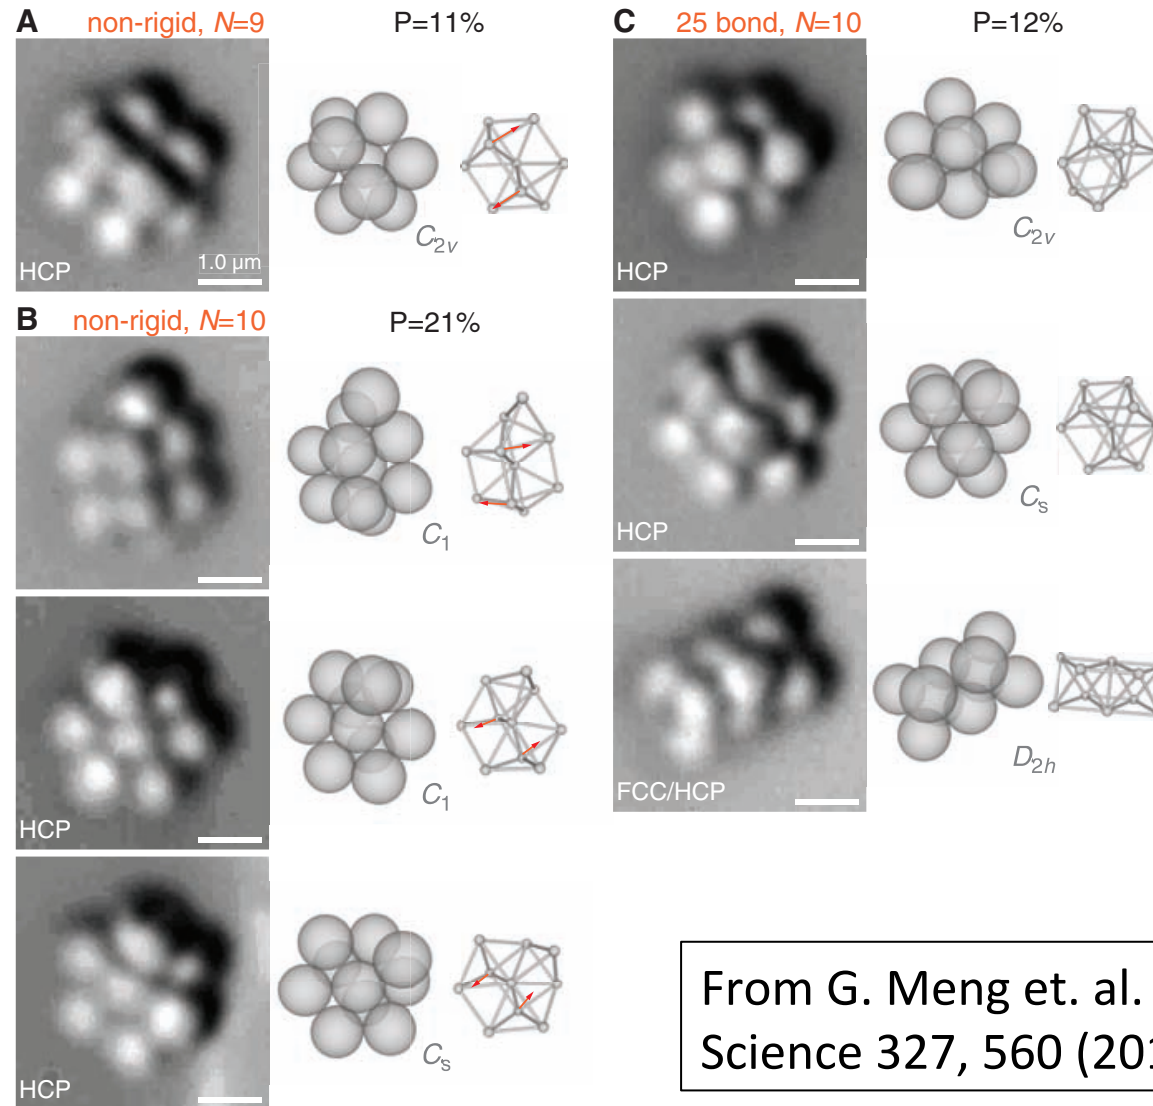 A non-rigid, N=9 P=11%
HCP
1.0 μm
C2v
B non-rigid, N=10 P=21%
C1
HCP
C1
HCP
Cs
C 25 bond, N=10 P=12%
HCP
C2v
HCP
Cs
FCC/HCP
D2h
From G. Meng et. al.
Science 327, 560 (201